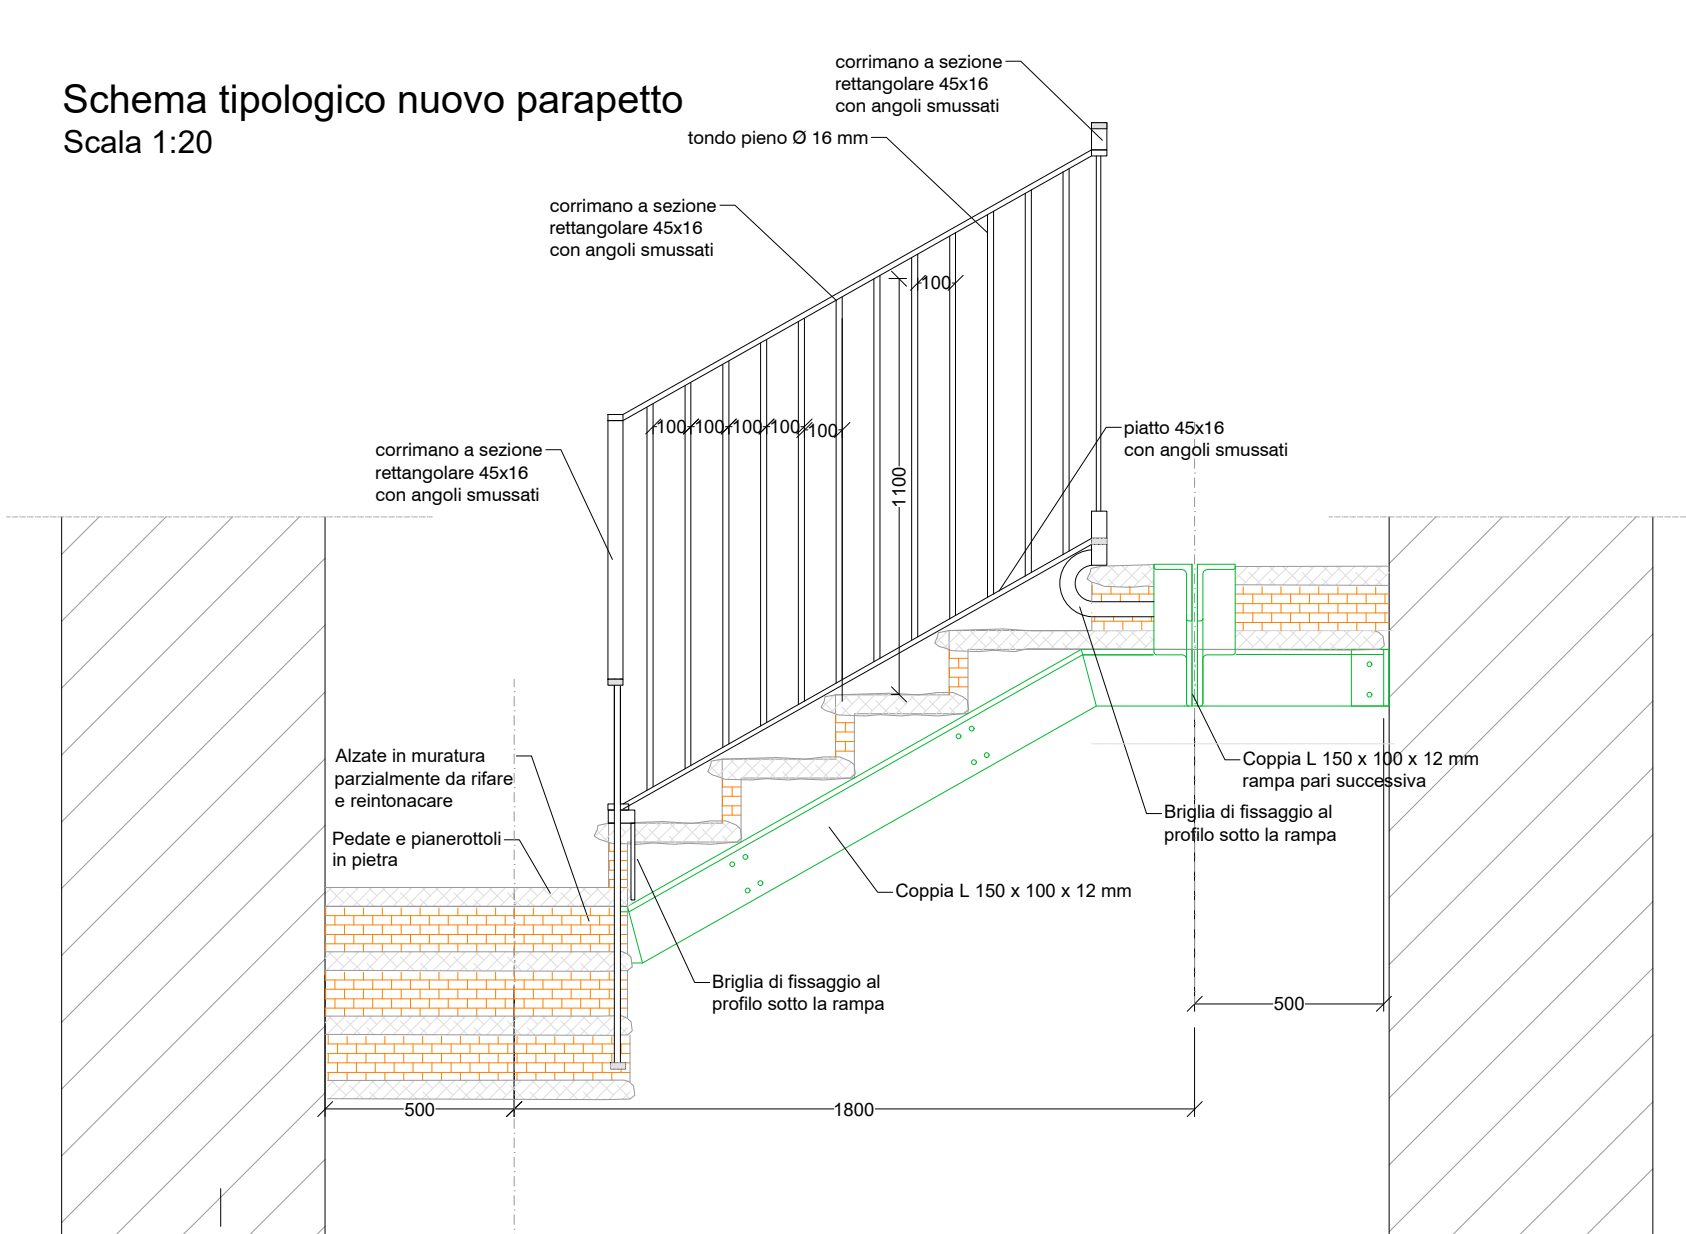 Schema tipologico nuovo parapetto
Scala 1:20
corrimano a sezione
rettangolare 45x16
con angoli smussati
tondo pieno Ø 16 mm
corrimano a sezione
rettangolare 45x16
con angoli smussati
100
100
100
100
100
100
1100
piatto 45x16
con angoli smussati
corrimano a sezione
rettangolare 45x16
con angoli smussati
Alzate in muratura
parzialmente da rifare
e reintonacare
Pedate e pianerottoli
in pietra
Coppia L 150 x 100 x 12 mm
rampa pari successiva
Briglia di fissaggio al
profilo sotto la rampa
Coppia L 150 x 100 x 12 mm
Briglia di fissaggio al
profilo sotto la rampa
500
500
1800